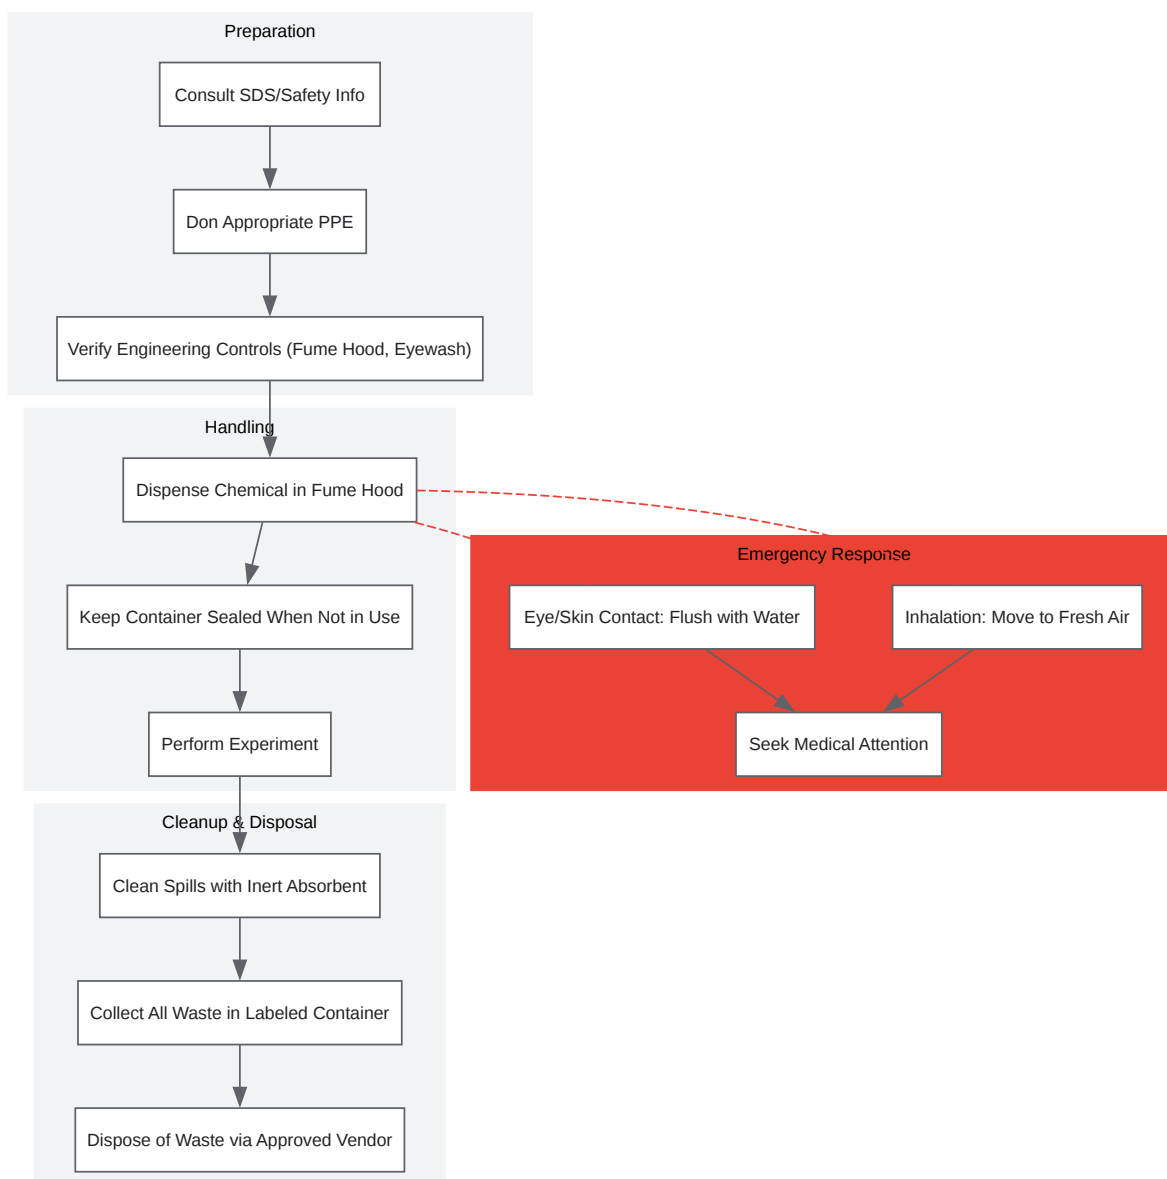 Preparation
Consult SDS/Safety Info
Don Appropriate PPE
Verify Engineering Controls (Fume Hood, Eyewash)
Handling
Dispense Chemical in Fume Hood
Keep Container Sealed When Not in Use
Perform Experiment
Emergency Response
Eye/Skin Contact: Flush with Water
Inhalation: Move to Fresh Air
Seek Medical Attention
Cleanup & Disposal
Clean Spills with Inert Absorbent
Collect All Waste in Labeled Container
Dispose of Waste via Approved Vendor